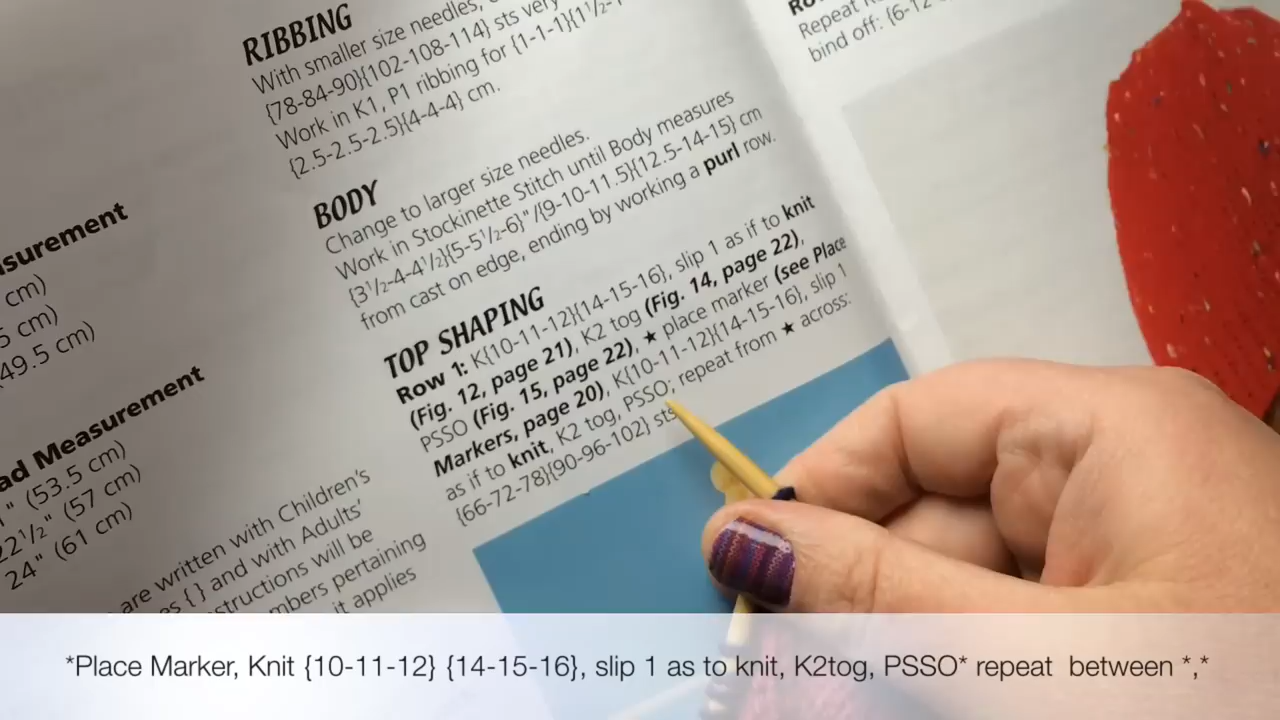 RIBBING
With smaller size needles,
{78-84-90}{102-108-114} sts very
Work in K1, P1 ribbing for {1-1-1}{1½-
{2.5-2.5-2.5}{4-4-4} cm.
BODY
Change to larger size needles.
Work in Stockinette Stitch until Body measures
{3½-4-4½}{5-5½-6}"/{9-10-11.5}{12.5-14-15} cm
from cast on edge, ending by working a purl row.
TOP SHAPING
Row 1: K{10-11-12}{14-15-16}, slip 1 as if to knit
(Fig. 12, page 21), K2 tog (Fig. 14, page 22),
PSSO (Fig. 15, page 22), ★ place marker (see Place
Markers, page 20), K{10-11-12}{14-15-16}, slip 1
as if to knit, K2 tog, PSSO; repeat from ★ across:
{66-72-78}{90-96-102} sts
surement
cm)
5 cm)
49.5 cm)
ad Measurement
" (53.5 cm)
22½" (57 cm)
24" (61 cm)
are written with Children's
es { } and with Adults'
structions will be
mbers pertaining
it applies
Repeat
bind off: {6-12
*Place Marker, Knit {10-11-12} {14-15-16}, slip 1 as to knit, K2tog, PSSO* repeat between *,*